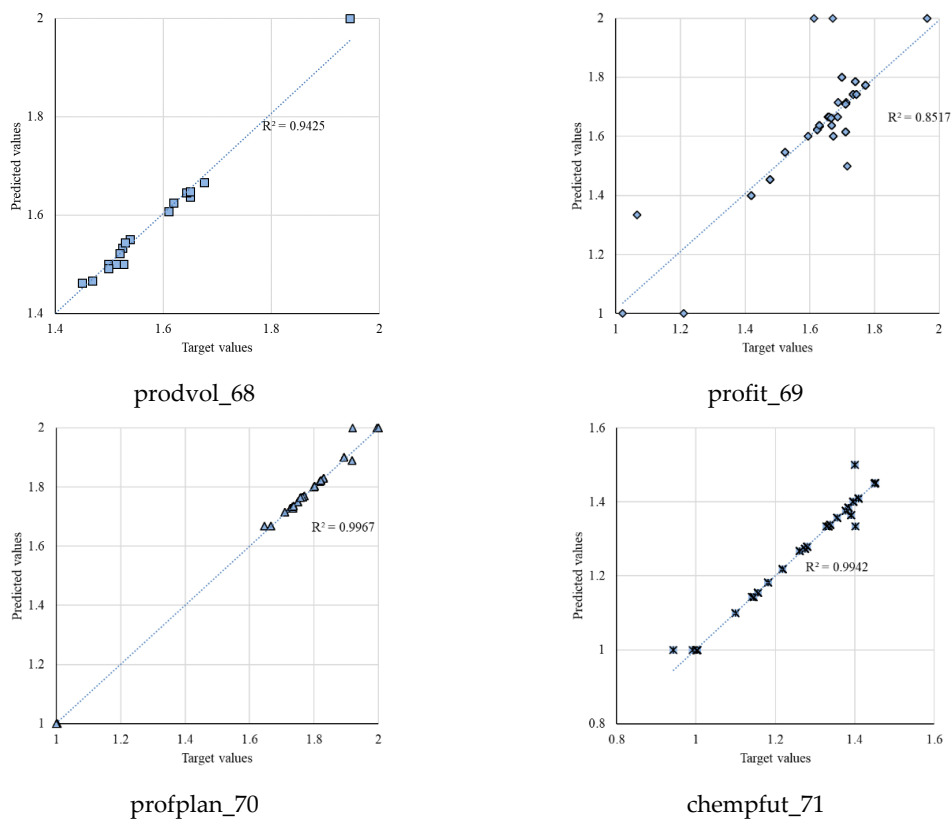 2
1.8
1.6
1.4
1.4
1.6
1.8
2
Predicted values
Target values
R² = 0.9425
prodvol_68
2
1.8
1.6
1.4
1.2
1
1
1.2
1.4
1.6
1.8
2
Predicted values
Target values
R² = 0.8517
profit_69
2
1.8
1.6
1.4
1.2
1
1
1.2
1.4
1.6
1.8
2
Predicted values
Target values
R² = 0.9967
profplan_70
1.6
1.4
1.2
1
0.8
0.8
1
1.2
1.4
1.6
Predicted values
Target values
R² = 0.9942
chempfut_71